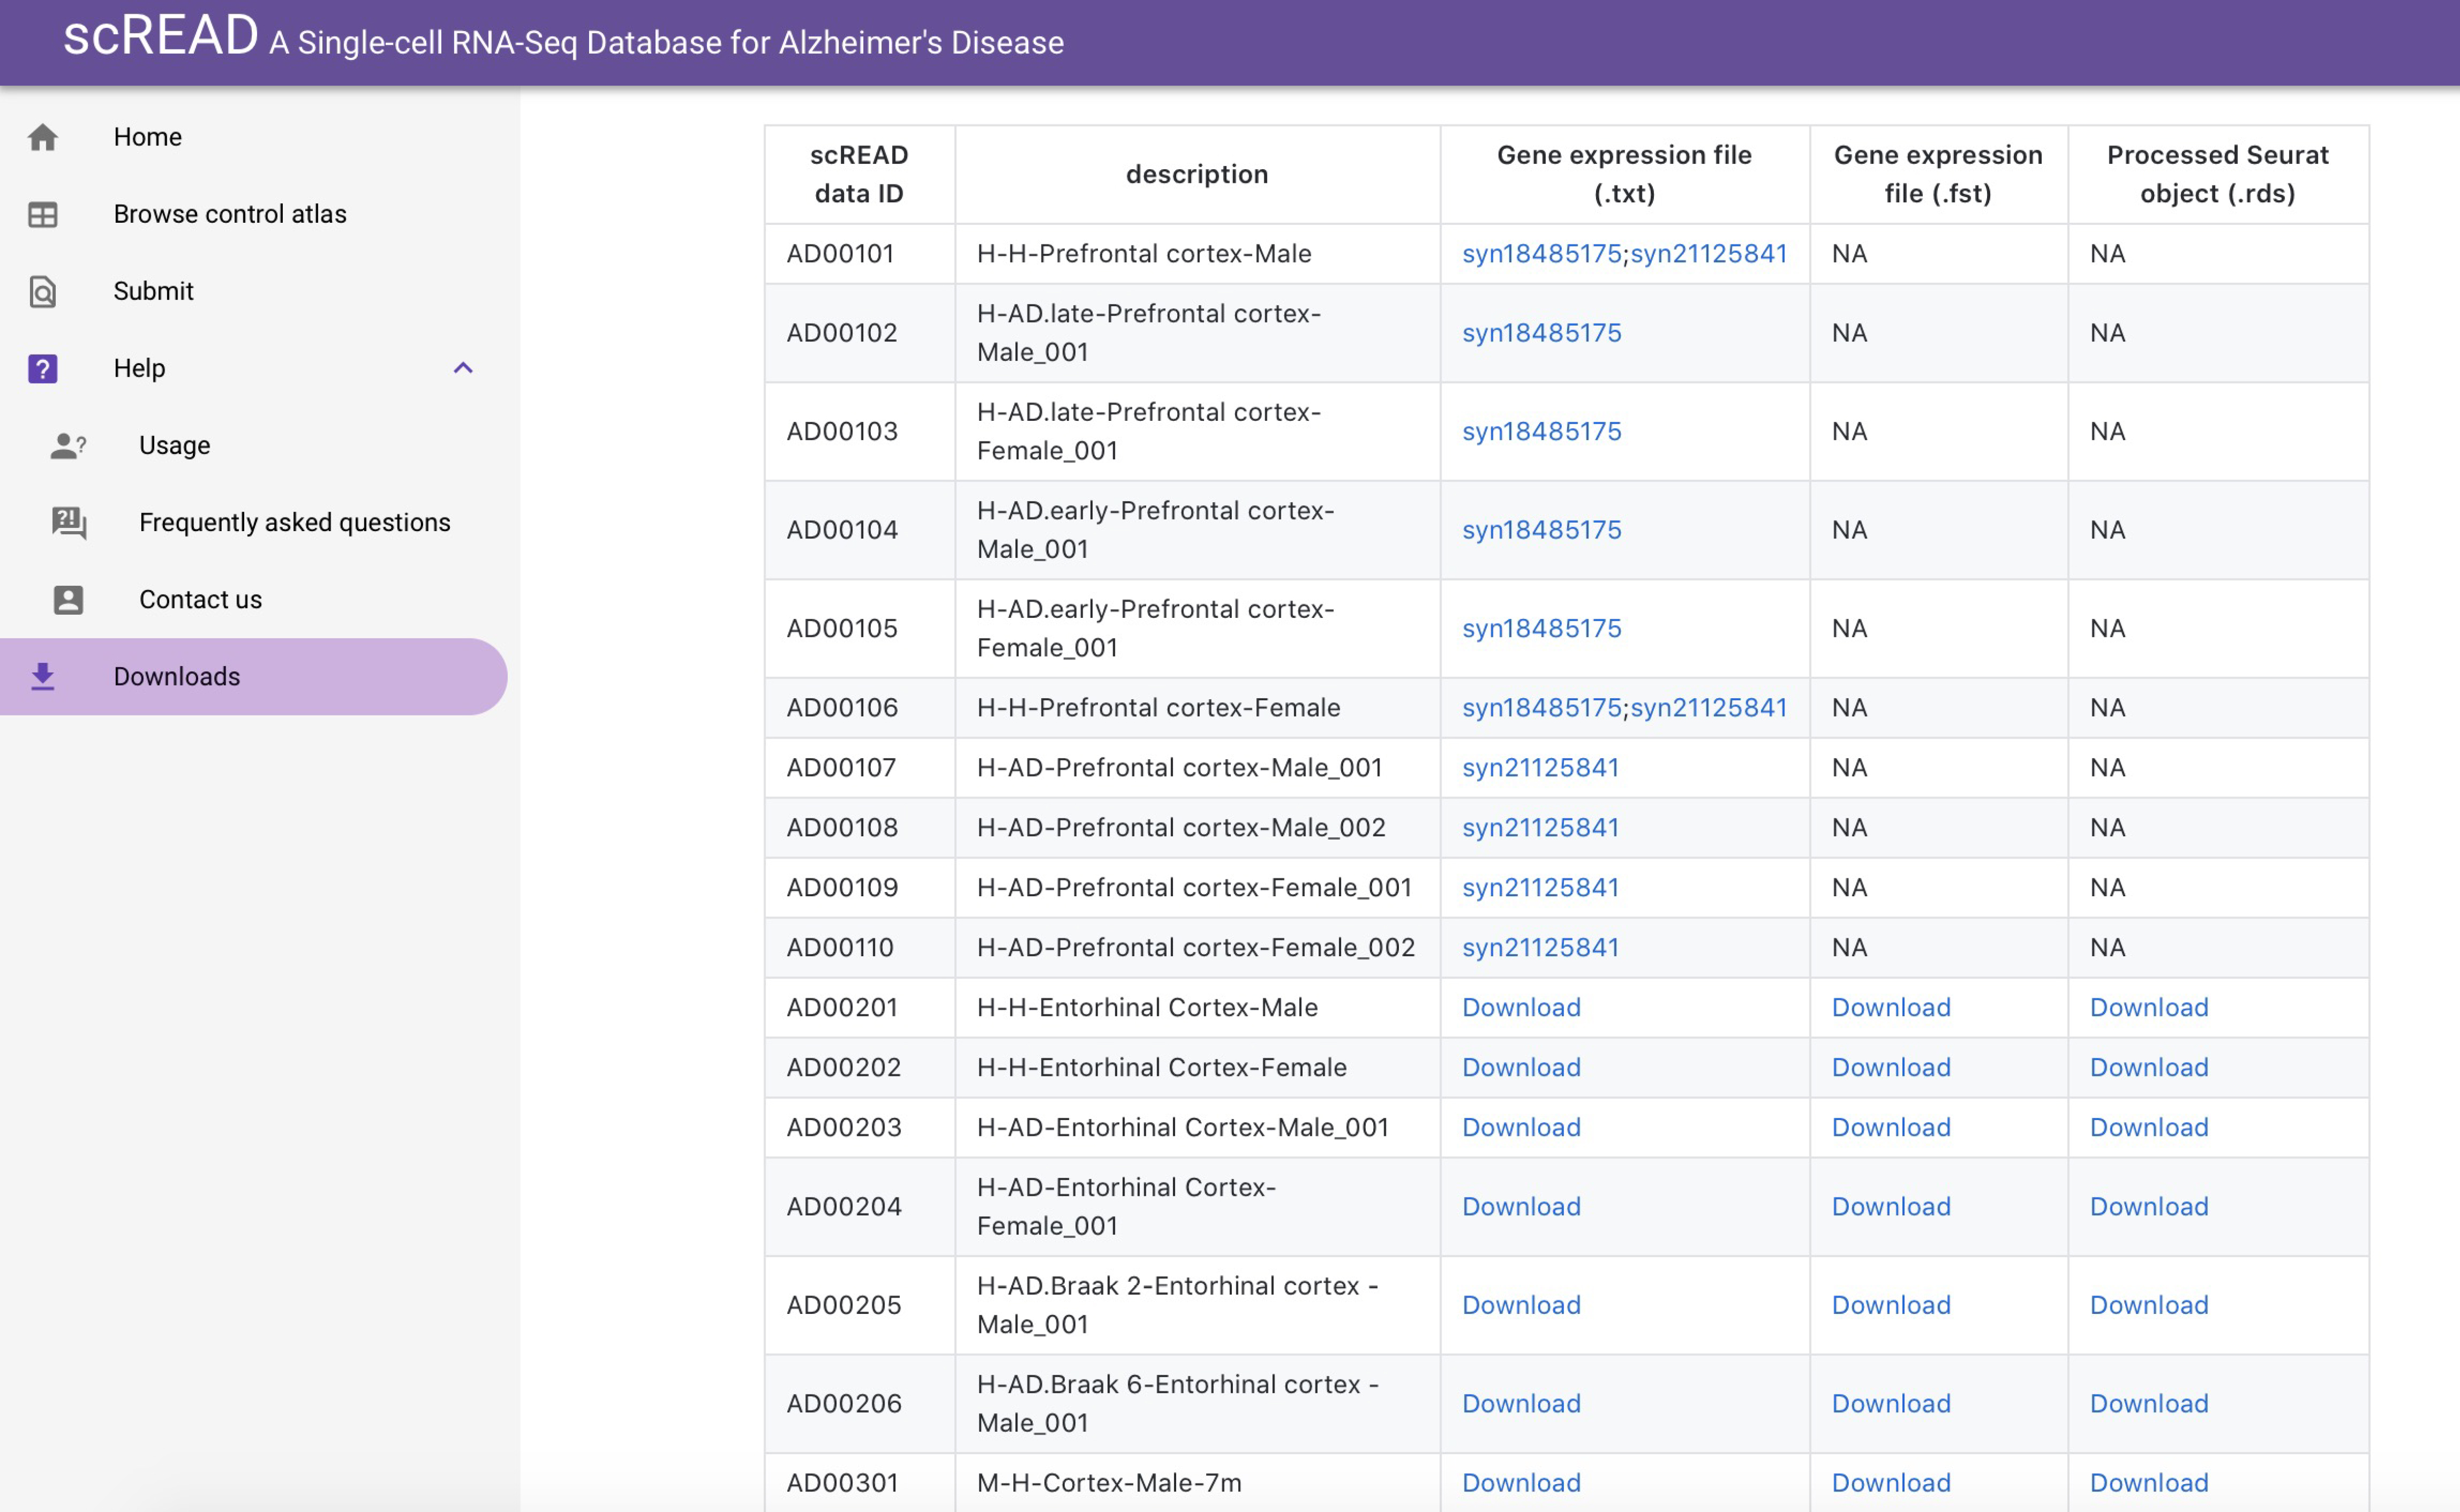 scREAD A Single-cell RNA-Seq Database for Alzheimer's Disease
Home
Browse control atlas
Submit
Help
Usage
Frequently asked questions
Contact us
Downloads
scREAD data ID description Gene expression file (.txt) Gene expression file (.fst) Processed Seurat object (.rds)
AD00101 H-H-Prefrontal cortex-Male syn18485175;syn21125841 NA NA
AD00102 H-AD.late-Prefrontal cortex-Male_001 syn18485175 NA NA
AD00103 H-AD.late-Prefrontal cortex-Female_001 syn18485175 NA NA
AD00104 H-AD.early-Prefrontal cortex-Male_001 syn18485175 NA NA
AD00105 H-AD.early-Prefrontal cortex-Female_001 syn18485175 NA NA
AD00106 H-H-Prefrontal cortex-Female syn18485175;syn21125841 NA NA
AD00107 H-AD-Prefrontal cortex-Male_001 syn21125841 NA NA
AD00108 H-AD-Prefrontal cortex-Male_002 syn21125841 NA NA
AD00109 H-AD-Prefrontal cortex-Female_001 syn21125841 NA NA
AD00110 H-AD-Prefrontal cortex-Female_002 syn21125841 NA NA
AD00201 H-H-Entorhinal Cortex-Male Download Download Download
AD00202 H-H-Entorhinal Cortex-Female Download Download Download
AD00203 H-AD-Entorhinal Cortex-Male_001 Download Download Download
AD00204 H-AD-Entorhinal Cortex-Female_001 Download Download Download
AD00205 H-AD.Braak 2-Entorhinal cortex -Male_001 Download Download Download
AD00206 H-AD.Braak 6-Entorhinal cortex -Male_001 Download Download Download
AD00301 M-H-Cortex-Male-7m Download Download Download